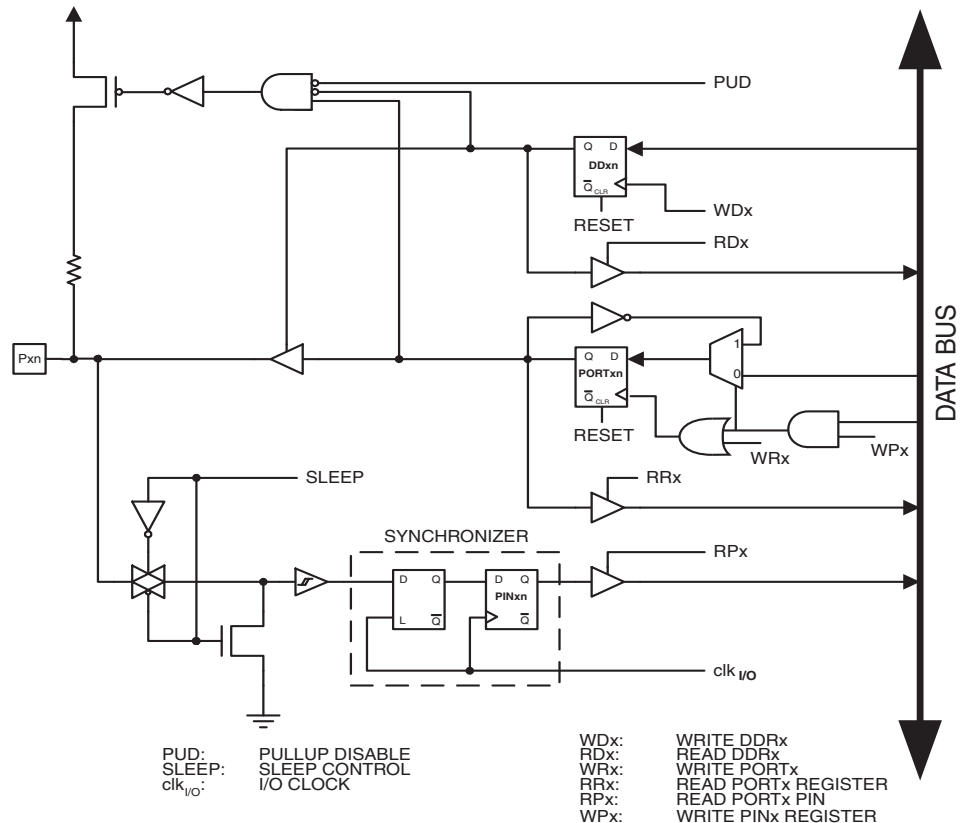 PUD
Q D
DDxn
Q CLR
WDx
RESET
RDx
Pxn
1
Q D
PORTxn
0
Q CLR
RESET
WRx
WPx
DATA BUS
SLEEP
RRx
SYNCHRONIZER
RPx
D Q
D Q
PINxn
L Q
Q
clk I/O
PUD: PULLUP DISABLE
SLEEP: SLEEP CONTROL
clkI/O: I/O CLOCK
WDx: WRITE DDRx
RDx: READ DDRx
WRx: WRITE PORTx
RRx: READ PORTx REGISTER
RPx: READ PORTx PIN
WPx: WRITE PINx REGISTER